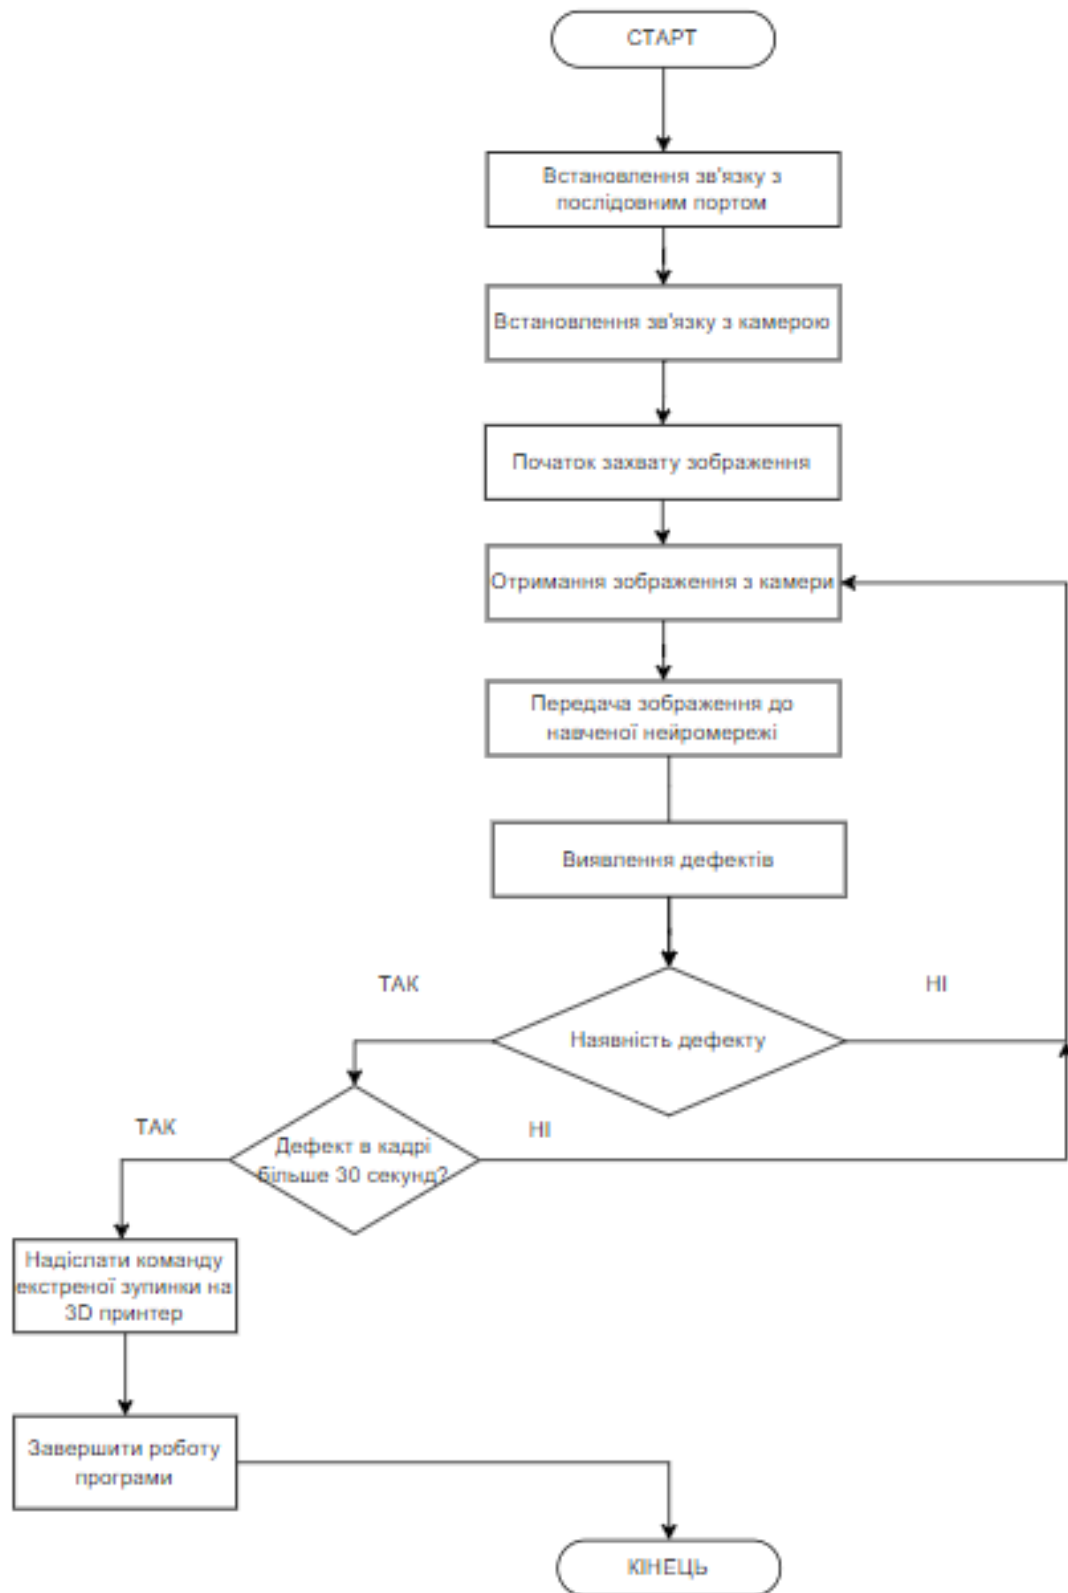 СТАРТ
Встановлення зв'язку з
послідовним портом
Встановлення зв'язку з камерою
Початок захвату зображення
Отримання зображення з камери
Передача зображення до
навченої нейромережі
Виявлення дефектів
ТАК
НІ
Наявність дефекту
ТАК
НІ
Дефект в кадрі
більше 30 секунд?
Надіслати команду
екстреної зупинки на
3D принтер
Завершити роботу
програми
КІНЕЦЬ